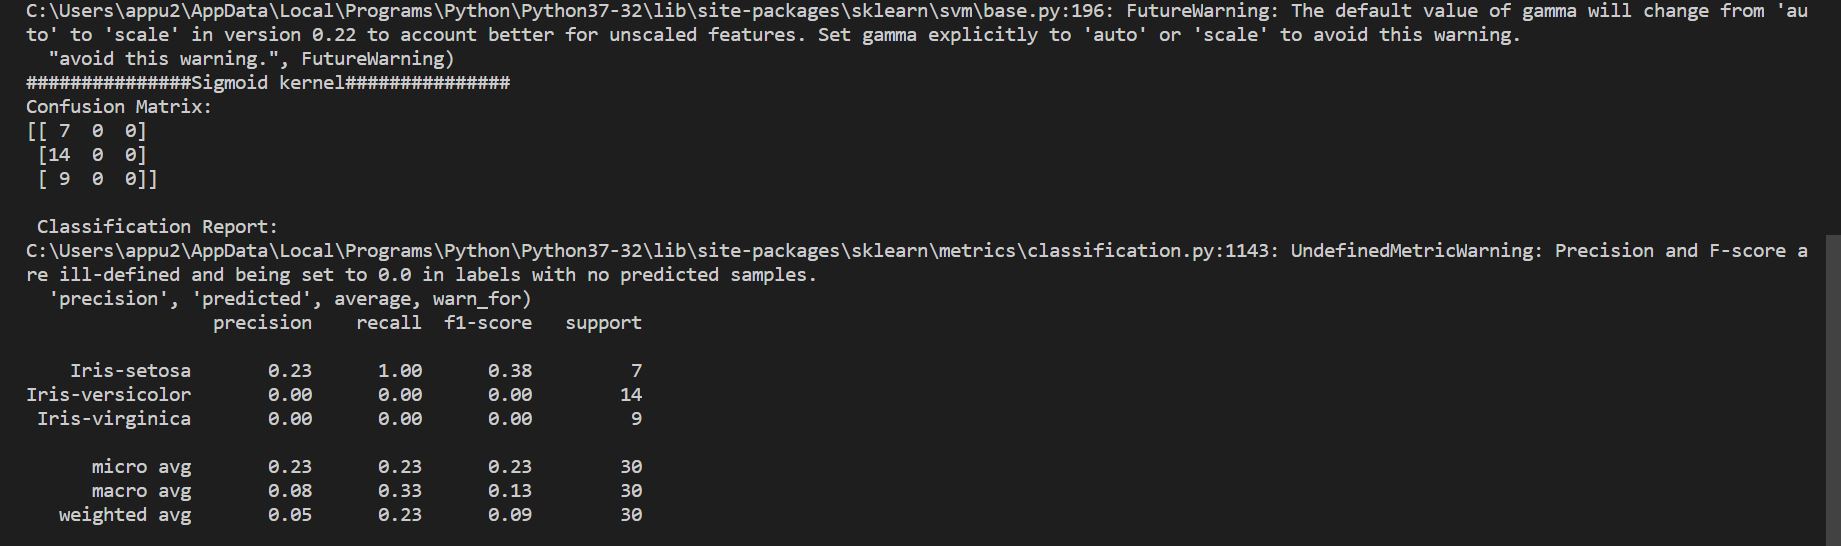 C:\Users\appu2\AppData\Local\Programs\Python\Python37-32\lib\site-packages\sklearn\svm\base.py:196: FutureWarning: The default value of gamma will change from 'au
to' to 'scale' in version 0.22 to account better for unscaled features. Set gamma explicitly to 'auto' or 'scale' to avoid this warning.
  "avoid this warning.", FutureWarning)
###############Sigmoid kernel###############
Confusion Matrix:
[[ 7  0  0]
 [14  0  0]
 [ 9  0  0]]
 Classification Report:
C:\Users\appu2\AppData\Local\Programs\Python\Python37-32\lib\site-packages\sklearn\metrics\classification.py:1143: UndefinedMetricWarning: Precision and F-score a
re ill-defined and being set to 0.0 in labels with no predicted samples.
  'precision', 'predicted', average, warn_for)
                 precision    recall  f1-score   support
    Iris-setosa       0.23      1.00      0.38         7
Iris-versicolor       0.00      0.00      0.00        14
 Iris-virginica       0.00      0.00      0.00         9
      micro avg       0.23      0.23      0.23        30
      macro avg       0.08      0.33      0.13        30
   weighted avg       0.05      0.23      0.09        30